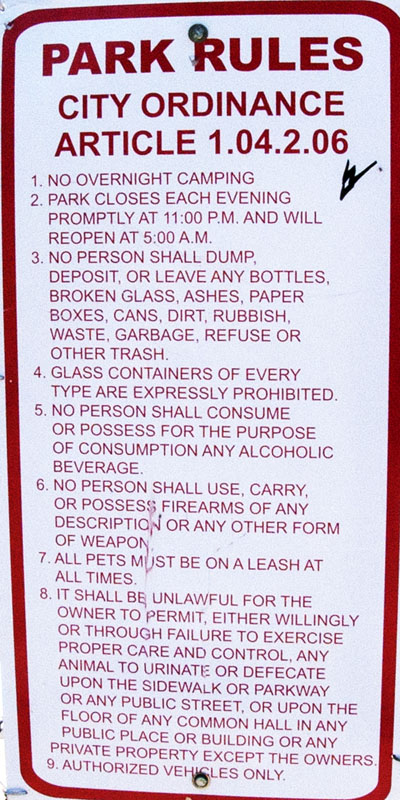 PARK RULES
CITY ORDINANCE
ARTICLE 1.04.2.06
1. NO OVERNIGHT CAMPING
2. PARK CLOSES EACH EVENING
PROMPTLY AT 11:00 P.M. AND WILL
REOPEN AT 5:00 A.M.
3. NO PERSON SHALL DUMP,
DEPOSIT, OR LEAVE ANY BOTTLES,
BROKEN GLASS, ASHES, PAPER
BOXES, CANS, DIRT, RUBBISH,
WASTE, GARBAGE, REFUSE OR
OTHER TRASH.
4. GLASS CONTAINERS OF EVERY
TYPE ARE EXPRESSLY PROHIBITED.
5. NO PERSON SHALL CONSUME
OR POSSESS FOR THE PURPOSE
OF CONSUMPTION ANY ALCOHOLIC
BEVERAGE.
6. NO PERSON SHALL USE, CARRY,
OR POSSESS FIREARMS OF ANY
DESCRIPTION OR ANY OTHER FORM
OF WEAPON
7. ALL PETS MUST BE ON A LEASH AT
ALL TIMES.
8. IT SHALL BE UNLAWFUL FOR THE
OWNER TO PERMIT, EITHER WILLINGLY
OR THROUGH FAILURE TO EXERCISE
PROPER CARE AND CONTROL, ANY
ANIMAL TO URINATE OR DEFECATE
UPON THE SIDEWALK OR PARKWAY
OR ANY PUBLIC STREET, OR UPON THE
FLOOR OF ANY COMMON HALL IN ANY
PUBLIC PLACE OR BUILDING OR ANY
PRIVATE PROPERTY EXCEPT THE OWNERS.
9. AUTHORIZED VEHICLES ONLY.